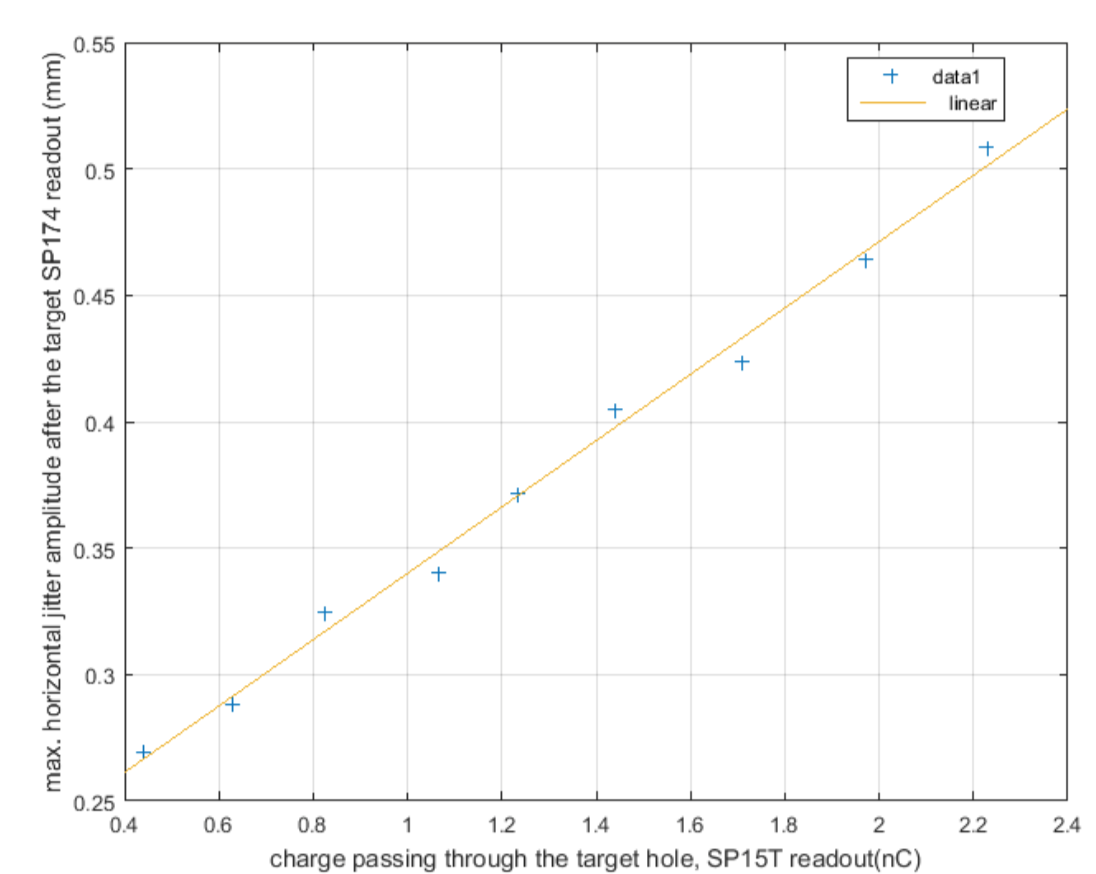 0.55
0.5
0.45
0.4
0.35
0.3
0.25
max. horizontal jitter amplitude after the target SP174 readout (mm)
data1
linear
0.4 0.6 0.8 1 1.2 1.4 1.6 1.8 2 2.2 2.4
charge passing through the target hole, SP15T readout(nC)